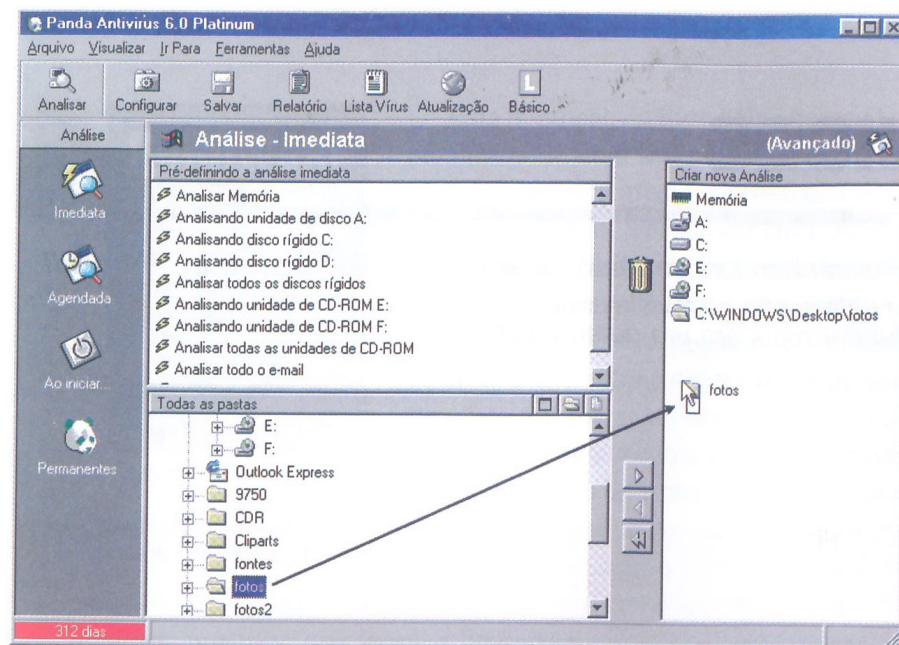 Panda Antivirus 6.0 Platinum
Arquivo Visualizar Ir Para Ferramentas Ajuda
Analisar Configurar Salvar Relatório Lista Vírus Atualização Básico
Análise
Imediata
Agendada
Ao iniciar...
Permanentes
312 dias
Análise - Imediata
(Avançado)
Pré-definindo a análise imediata
Analisar Memória
Analisando unidade de disco A:
Analisando disco rígido C:
Analisando disco rígido D:
Analisar todos os discos rígidos
Analisando unidade de CD-ROM E:
Analisando unidade de CD-ROM F:
Analisar todas as unidades de CD-ROM
Analisar todo o e-mail
Todas as pastas
E:
F:
Outlook Express
9750
CDR
Cliparts
fontes
fotos
fotos2
Criar nova Análise
Memória
A:
C:
E:
F:
C:\WINDOWS\Desktop\fotos
fotos